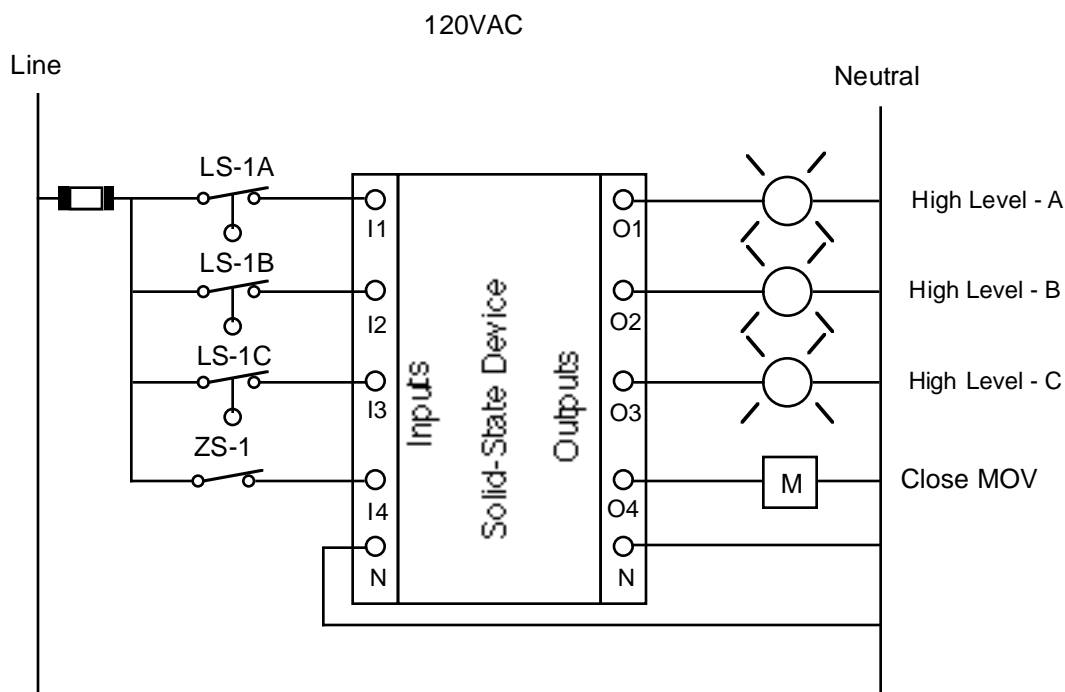 120VAC
Line
Neutral
LS-1A
I1
O1
High Level - A
LS-1B
I2
O2
High Level - B
LS-1C
I3
O3
High Level - C
ZS-1
I4
O4
M
Close MOV
N
N
Inputs
Solid-State Device
Outputs